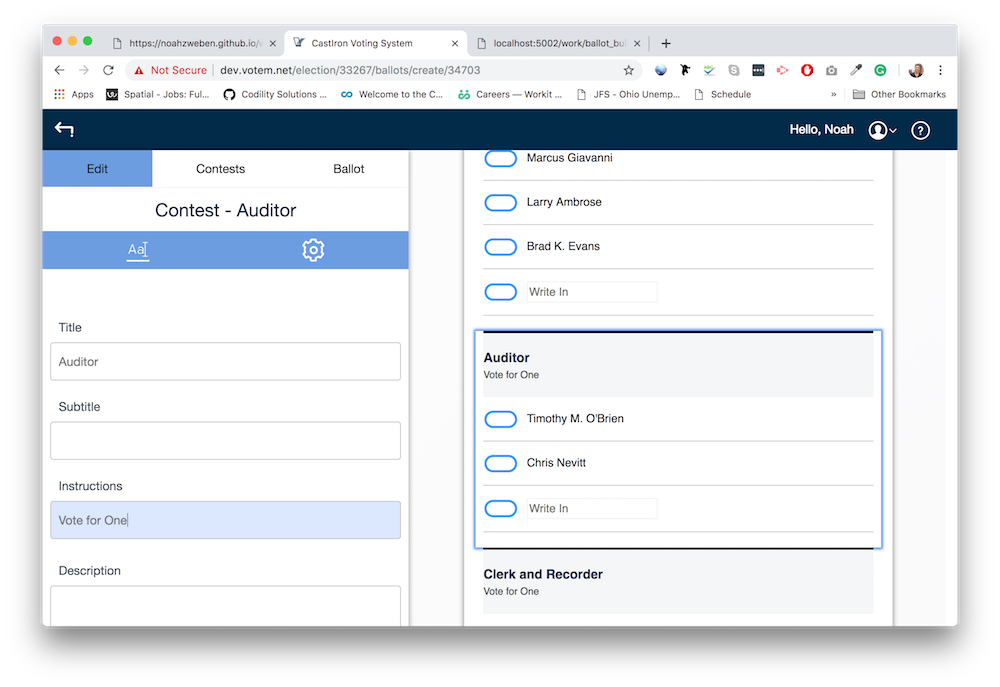 https://noahzweben.github.io/
CastIron Voting System
localhost:5002/work/ballot_bu
Not Secure
dev.votem.net/election/33267/ballots/create/34703
Apps
Spatial - Jobs: Ful...
Codility Solutions ...
Welcome to the C...
Careers — Workit ...
JFS - Ohio Unemp...
Schedule
»
Other Bookmarks
Hello, Noah
?
Edit
Contests
Ballot
Contest - Auditor
Aa
Title
Auditor
Subtitle
Instructions
Vote for One
Description
Marcus Giavanni
Larry Ambrose
Brad K. Evans
Write In
Auditor
Vote for One
Timothy M. O'Brien
Chris Nevitt
Write In
Clerk and Recorder
Vote for One